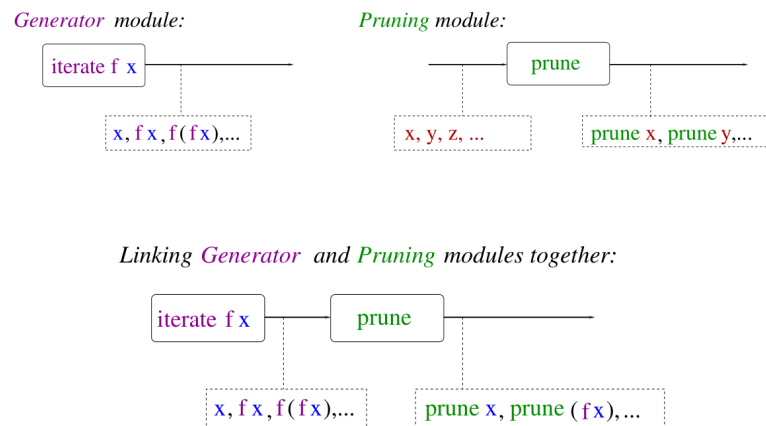 Generator module:
Pruning module:
iterate f x
prune
x, f x, f (f x),...
x, y, z, ...
prune x, prune y,...
Linking Generator and Pruning modules together:
iterate f x
prune
x, f x, f (f x),...
prune x, prune (f x), ...